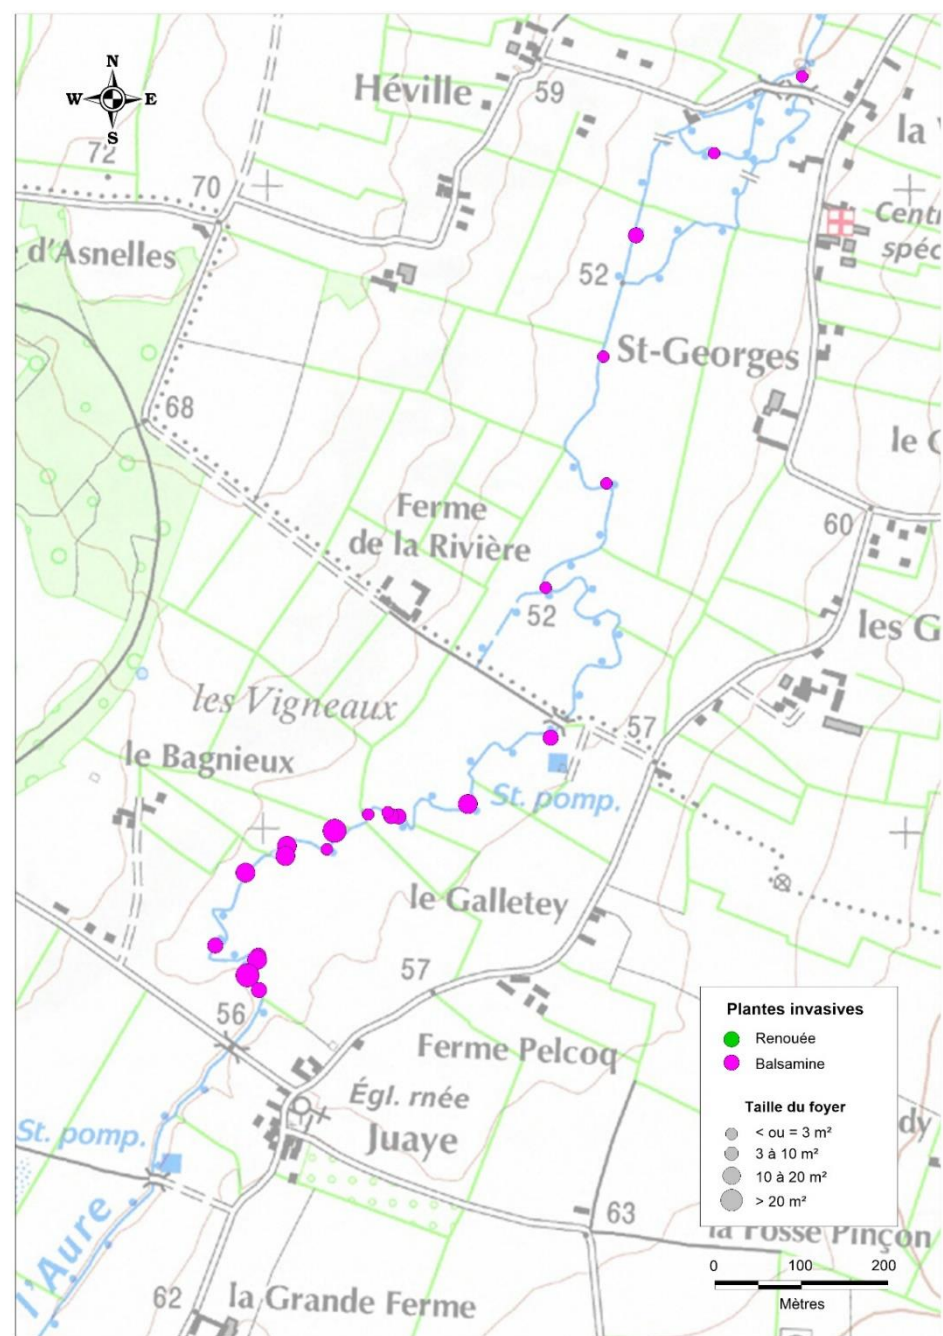 N
W E
S
Héville
59
la
72
70
Cent
spéc
d'Asnelles
52
St-Georges
68
le
Ferme
de la Rivière
60
52
les G
les Vigneaux
57
le Bagnieux
St. pomp.
le Galletey
57
56
Ferme Pelcoq
Plantes invasives
Renouée
Balsamine
Taille du foyer
< ou = 3 m²
3 à 10 m²
10 à 20 m²
> 20 m²
Égl. rnée
Juaye
St. pomp.
dy
63
la Fosse Pinçon
l'Aure
0 100 200
Mètres
62
la Grande Ferme